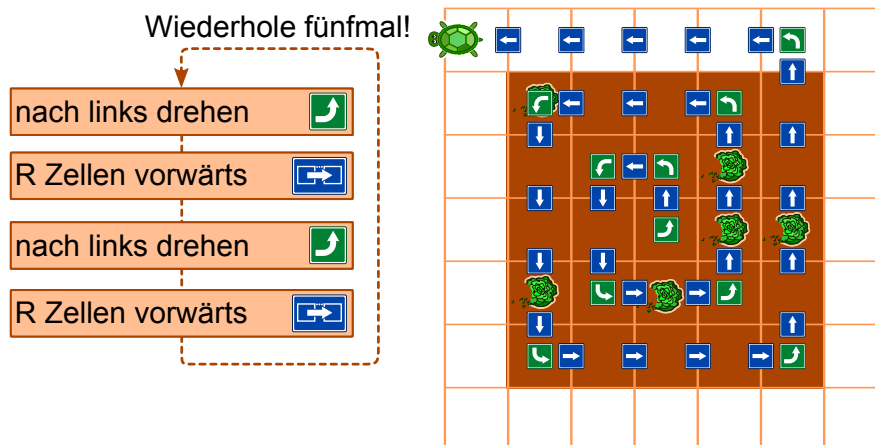 Wiederhole fünfmal!
nach links drehen
R Zellen vorwärts
nach links drehen
R Zellen vorwärts